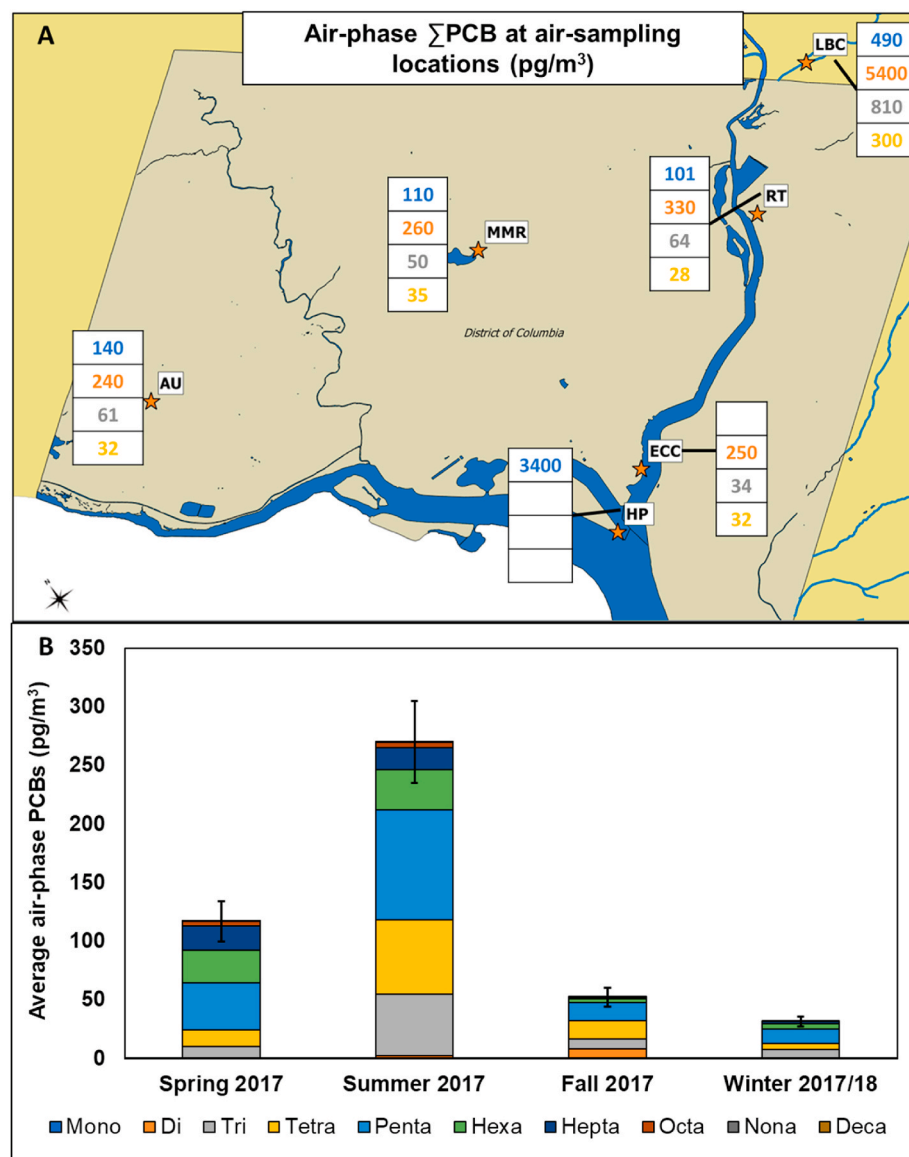 A
Air-phase ∑PCB at air-sampling
locations (pg/m³)
LBC
490
5400
810
300
101
330
64
28
RT
110
260
50
35
MMR
District of Columbia
140
240
61
32
AU
ECC
250
34
32
3400
HP
N
B
Average air-phase PCBs (pg/m³)
350
300
250
200
150
100
50
0
Spring 2017 Summer 2017 Fall 2017 Winter 2017/18
Mono Di Tri Tetra Penta Hexa Hepta Octa Nona Deca